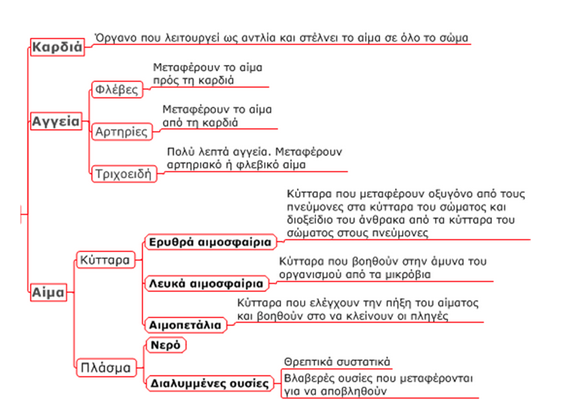 Καρδιά
Όργανο που λειτουργεί ως αντλία και στέλνει το αίμα σε όλο το σώμα
Αγγεία
Φλέβες
Μεταφέρουν το αίμα
πρός τη καρδιά
Αρτηρίες
Μεταφέρουν το αίμα
από τη καρδιά
Τριχοειδή
Πολύ λεπτά αγγεία. Μεταφέρουν
αρτηριακό ή φλεβικό αίμα
Αίμα
Κύτταρα
Ερυθρά αιμοσφαίρια
Κύτταρα που μεταφέρουν οξυγόνο από τους
πνεύμονες στα κύτταρα του σώματος και
διοξείδιο του άνθρακα από τα κύτταρα του
σώματος στους πνεύμονες
Λευκά αιμοσφαίρια
Κύτταρα που βοηθούν στην άμυνα του
οργανισμού από τα μικρόβια
Αιμοπετάλια
Κύτταρα που ελέγχουν την πήξη του αίματος
και βοηθούν στο να κλείνουν οι πληγές
Πλάσμα
Νερό
Διαλυμμένες ουσίες
Θρεπτικά συστατικά
Βλαβερές ουσίες που μεταφέρονται
για να αποβληθούν